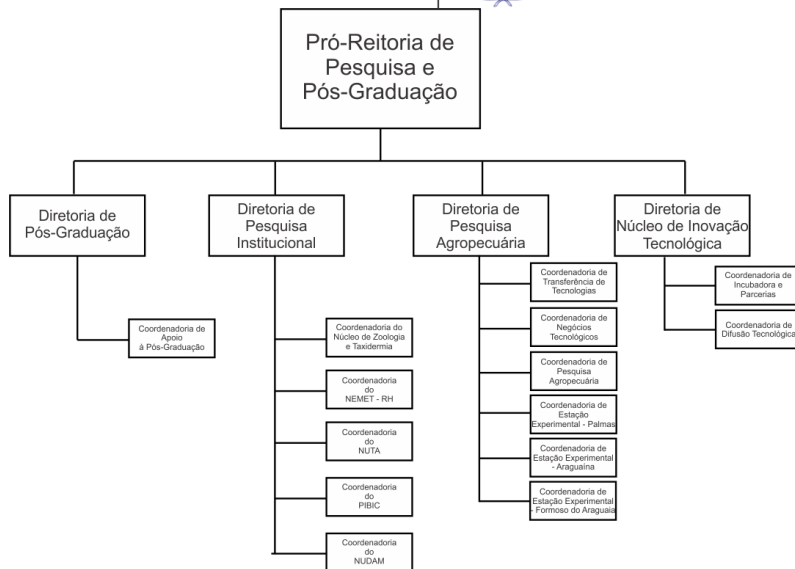 Pró-Reitoria de
Pesquisa e
Pós-Graduação
Diretoria de
Pós-Graduação
Coordenadoria de
Apoio
à Pós-Graduação
Diretoria de
Pesquisa
Institucional
Coordenadoria do
Núcleo de Zoologia
e Taxidermia
Coordenadoria
do
NEMET - RH
Coordenadoria
do
NUTA
Coordenadoria
do
PIBIC
Coordenadoria
do
NUDAM
Diretoria de
Pesquisa
Agropecuária
Coordenadoria de
Transferência de
Tecnologias
Coordenadoria de
Negócios
Tecnológicos
Coordenadoria de
Pesquisa
Agropecuária
Coordenadoria de
Estação
Experimental - Palmas
Coordenadoria de
Estação Experimental
- Araguaína
Coordenadoria de
Estação Experimental
- Formoso do Araguaia
Diretoria de
Núcleo de Inovação
Tecnológica
Coordenadoria de
Incubadora e
Parcerias
Coordenadoria de
Difusão Tecnológica